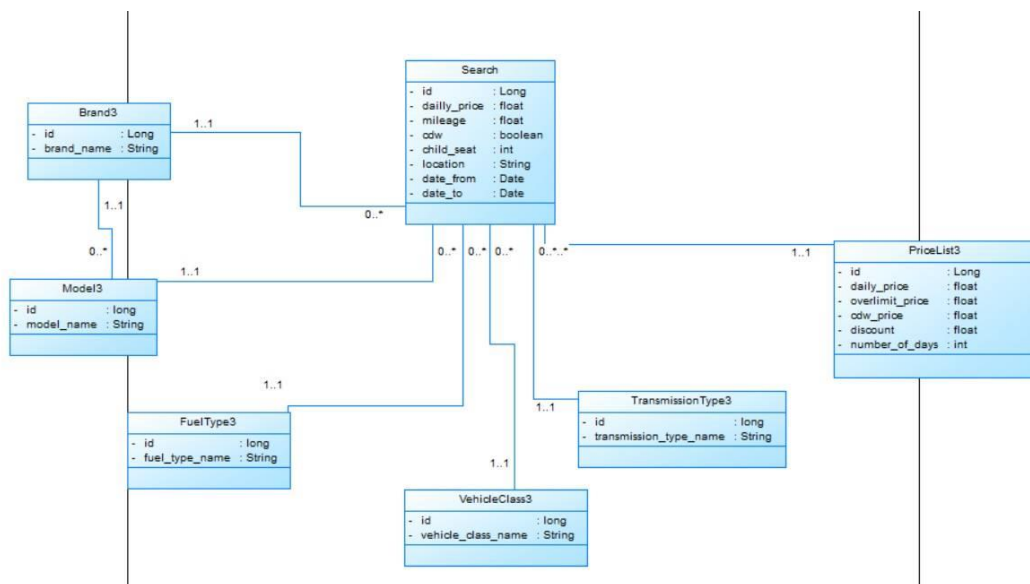 Search
- id : Long
- dailly_price : float
- mileage : float
- cdw : boolean
- child_seat : int
- location : String
- date_from : Date
- date_to : Date
Brand3
- id : Long
- brand_name : String
1..1
0..*
1..1
0..*
1..1
0..*
0..*
0..*
0..*..*
1..1
Model3
- id : long
- model_name : String
PriceList3
- id : Long
- daily_price : float
- overlimit_price : float
- cdw_price : float
- discount : float
- number_of_days : int
1..1
1..1
FuelType3
- id : long
- fuel_type_name : String
TransmissionType3
- id : long
- transmission_type_name : String
1..1
VehicleClass3
- id : long
- vehicle_class_name : String